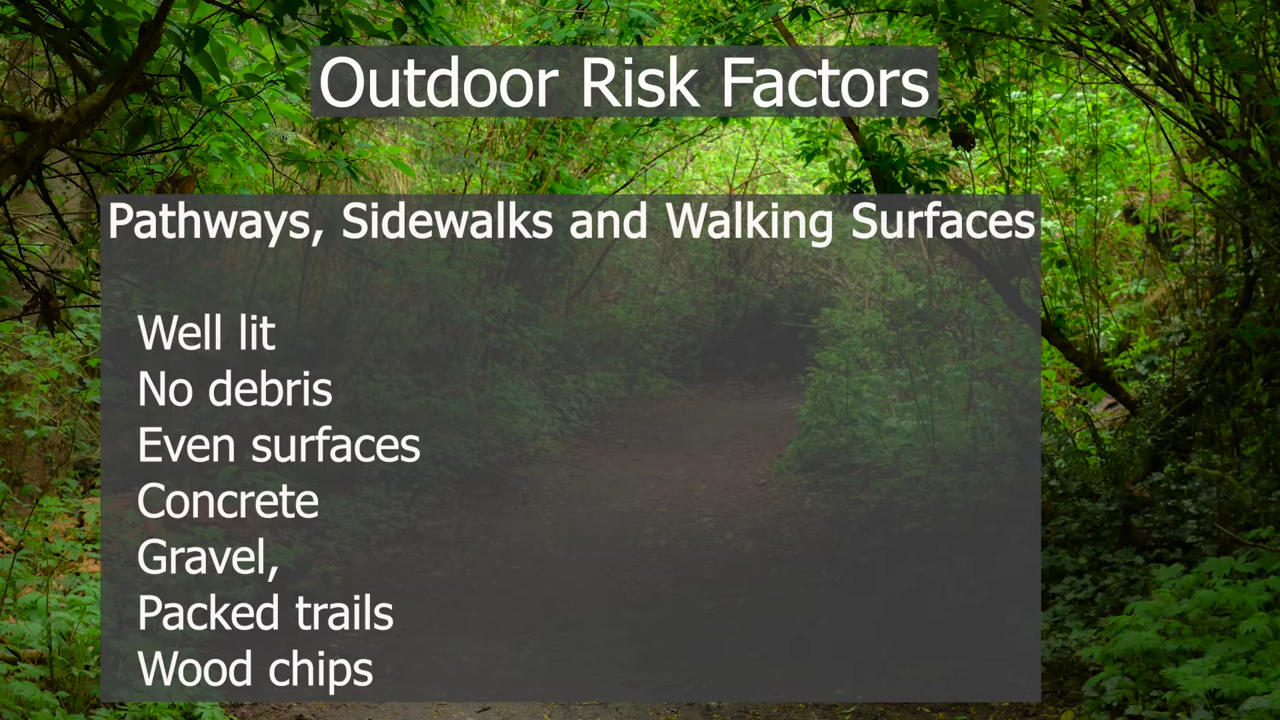 Outdoor Risk Factors
Pathways, Sidewalks and Walking Surfaces
Well lit
No debris
Even surfaces
Concrete
Gravel,
Packed trails
Wood chips